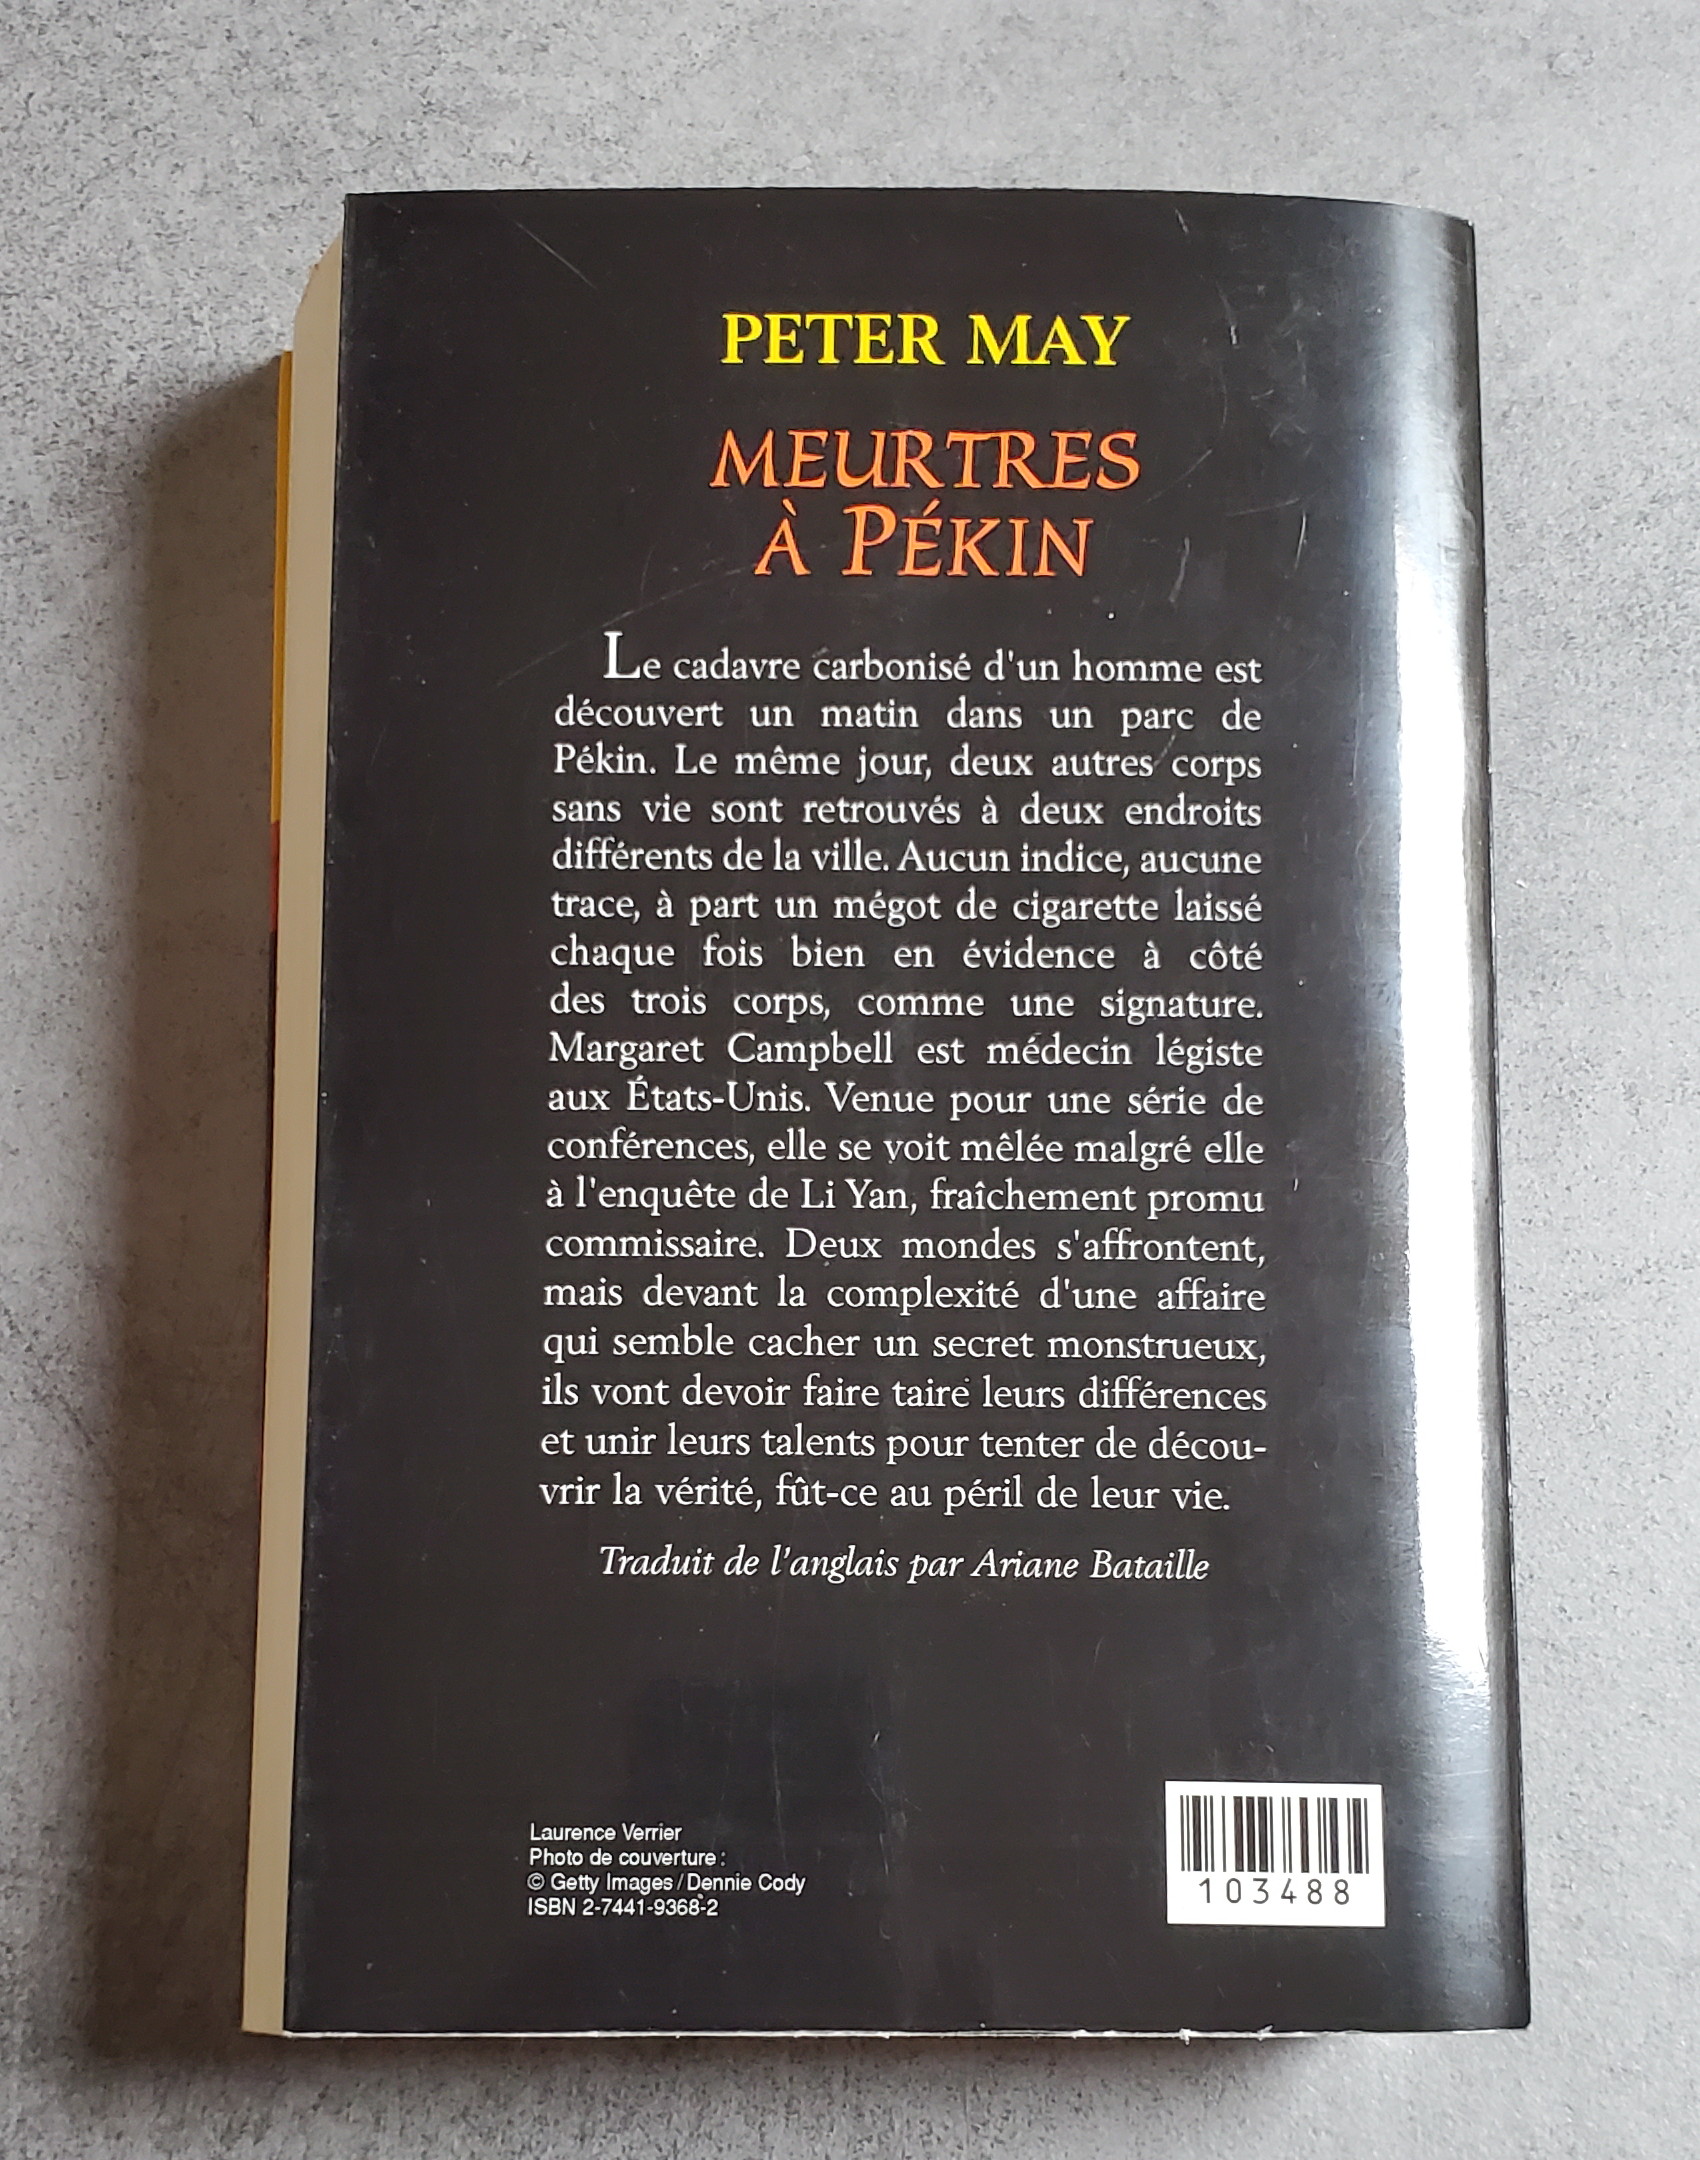 PETER MAY
MEURTRES
À PÉKIN
Le cadavre carbonisé d'un homme est
découvert un matin dans un parc de
Pékin. Le même jour, deux autres corps
sans vie sont retrouvés à deux endroits
différents de la ville. Aucun indice, aucune
trace, à part un mégot de cigarette laissé
chaque fois bien en évidence à côté
des trois corps, comme une signature.
Margaret Campbell est médecin légiste
aux États-Unis. Venue pour une série de
conférences, elle se voit mêlée malgré elle
à l'enquête de Li Yan, fraîchement promu
commissaire. Deux mondes s'affrontent,
mais devant la complexité d'une affaire
qui semble cacher un secret monstrueux,
ils vont devoir faire taire leurs différences
et unir leurs talents pour tenter de décou-
vrir la vérité, fût-ce au péril de leur vie.
Traduit de l'anglais par Ariane Bataille
Laurence Verrier
Photo de couverture :
© Getty Images / Dennie Cody
ISBN 2-7441-9368-2
103488